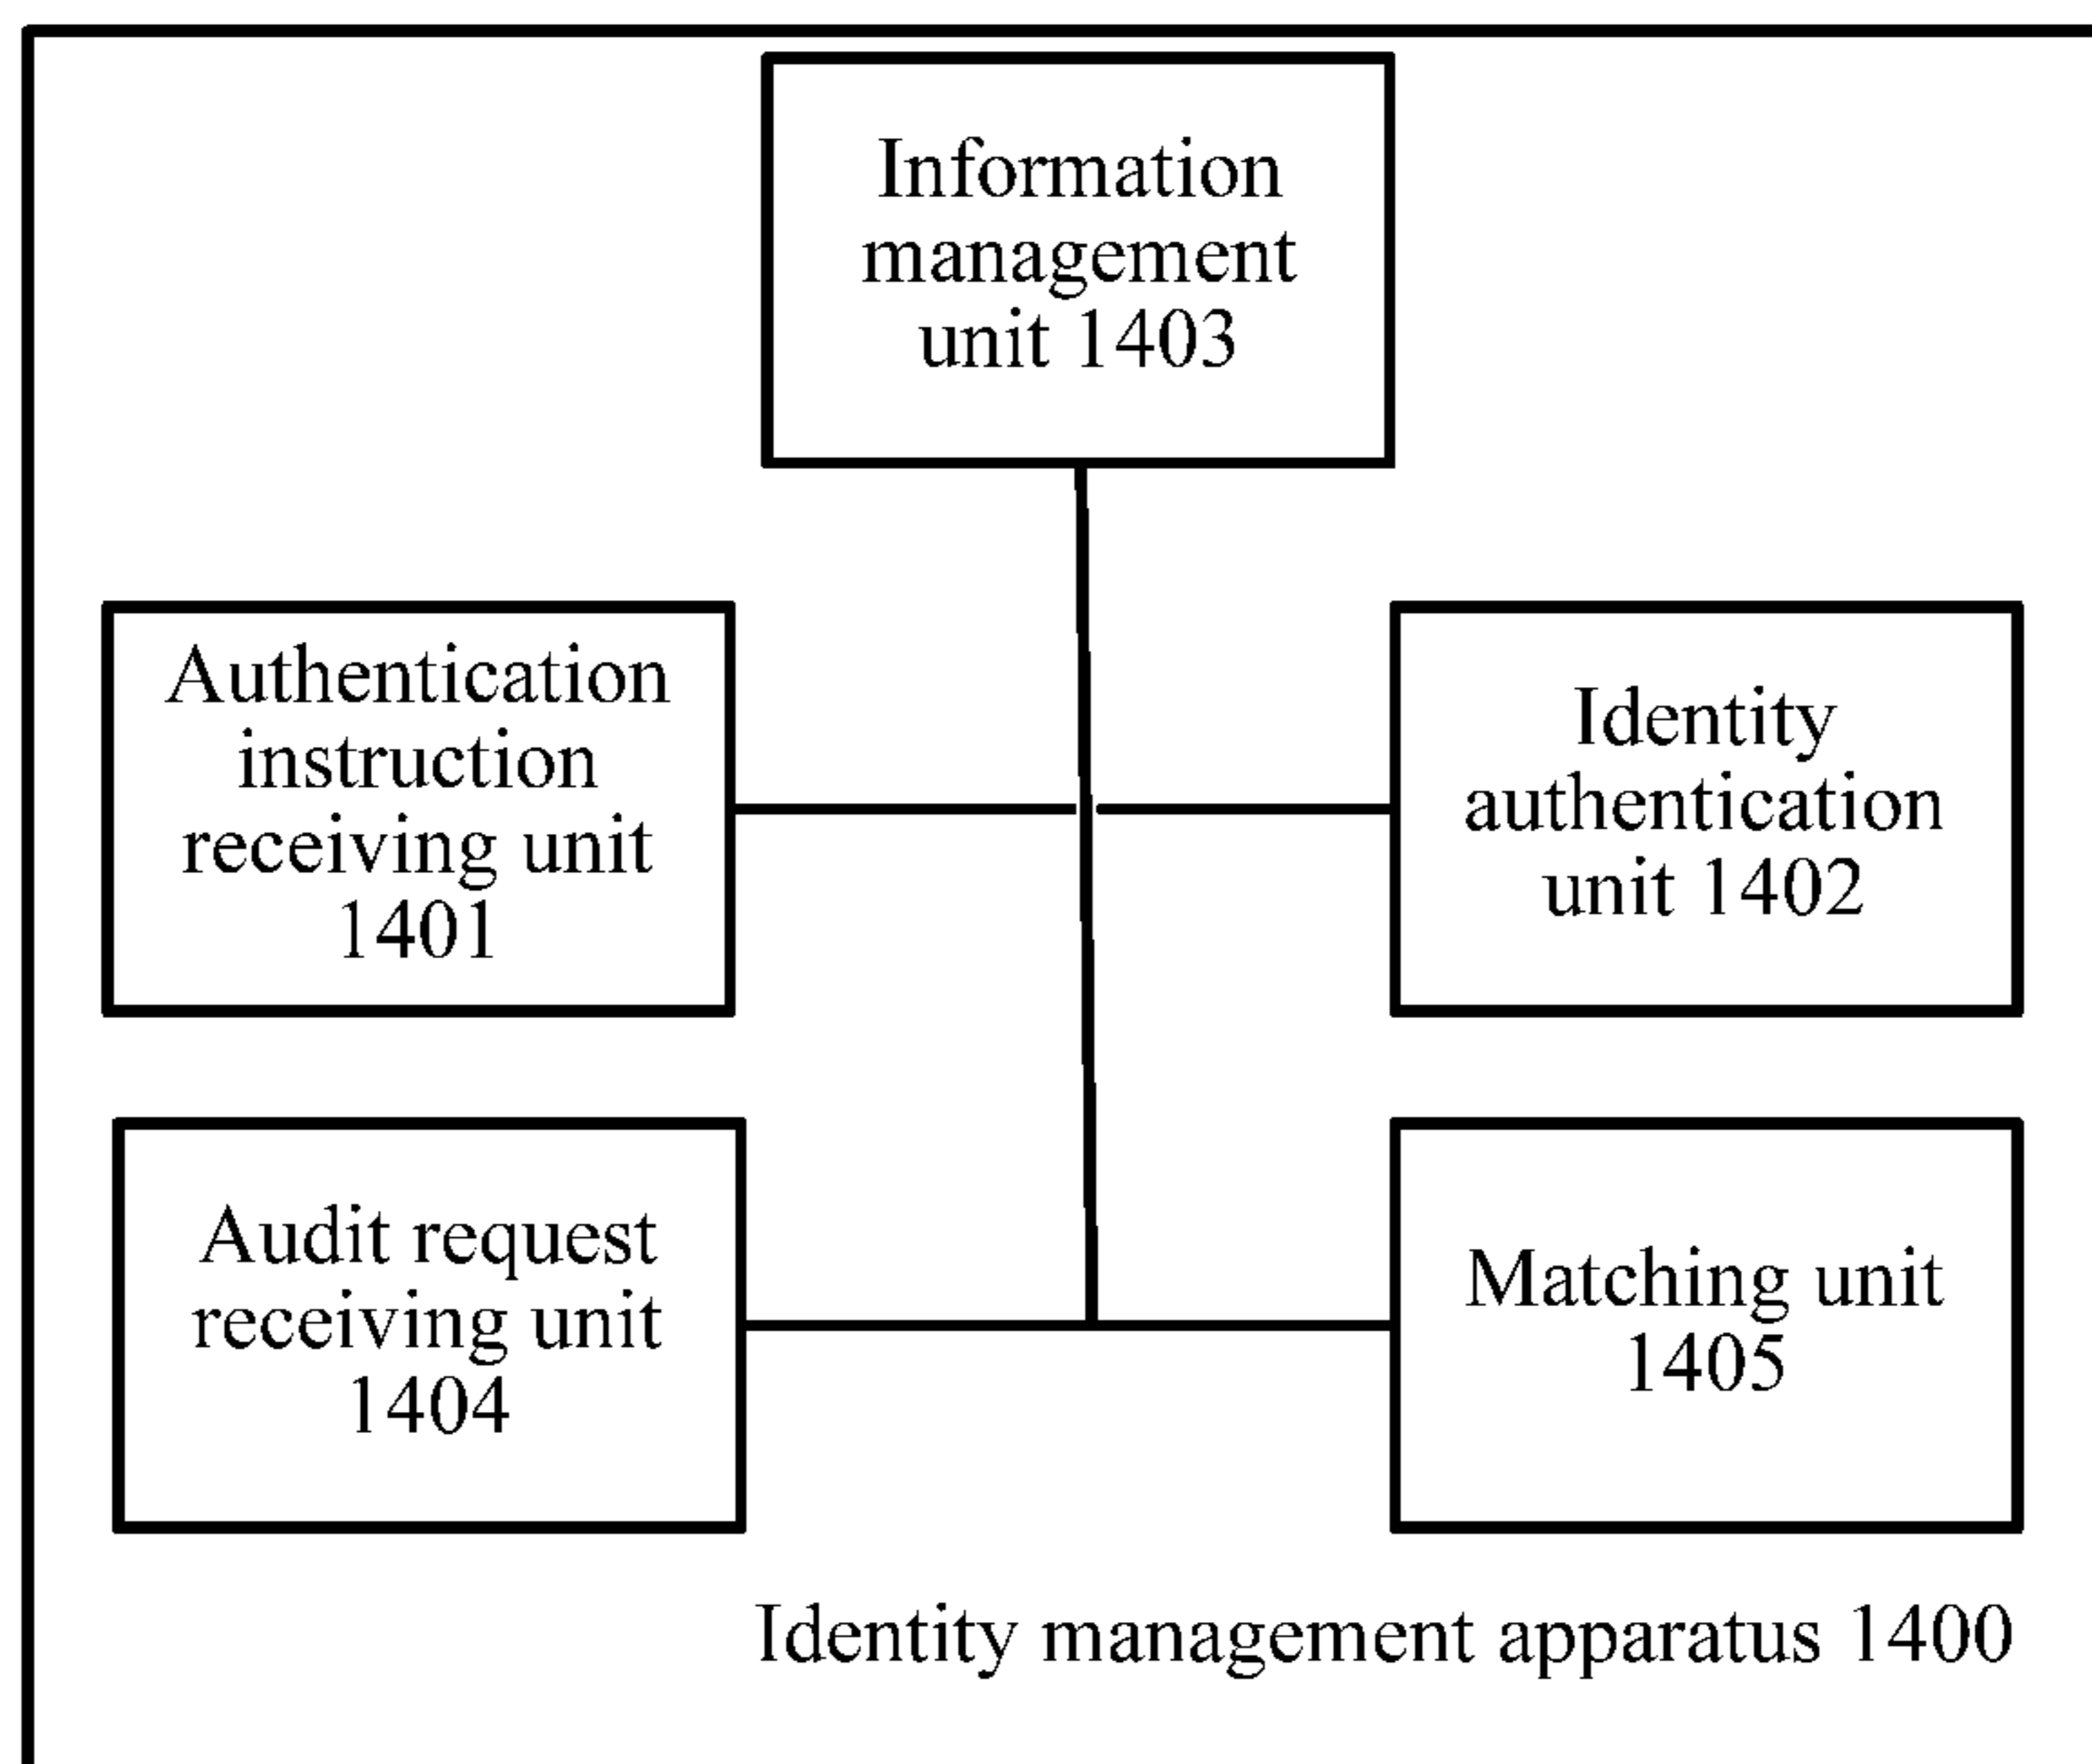 Information
management
unit 1403
Authentication
instruction
receiving unit
1401
Identity
authentication
unit 1402
Audit request
receiving unit
1404
Matching unit
1405
Identity management apparatus 1400